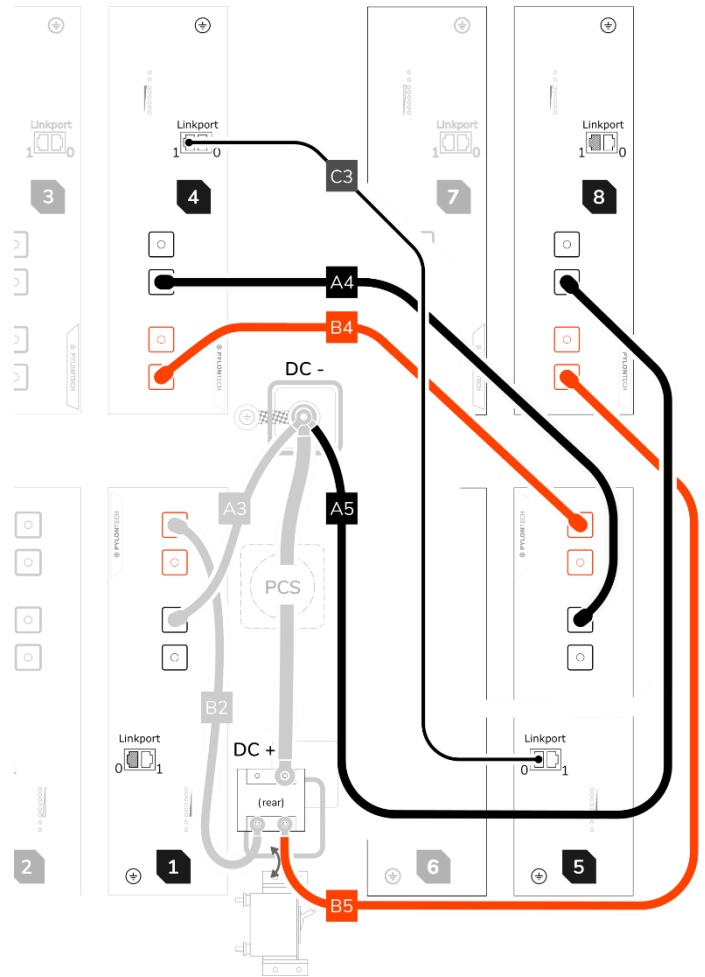 Linkport
1 0
3
PYLONTECH
Linkport
1 0
4
PYLONTECH
C3
Linkport
1 0
7
Linkport
1 0
8
PYLONTECH
A4
B4
DC -
A3
A5
PYLONTECH
PCS
B2
Linkport
0 1
DC +
(rear)
Linkport
0 1
PYLONTECH
2
1
6
5
B5